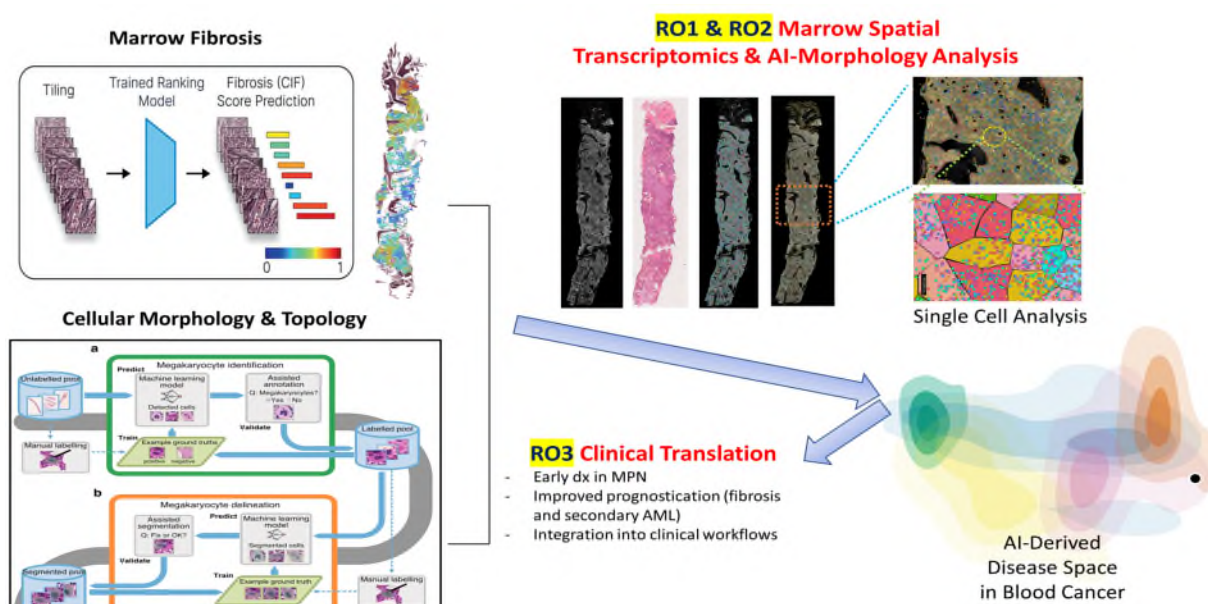 Marrow Fibrosis
Tiling
Trained Ranking
Model
Fibrosis (CIF)
Score Prediction
0
1
Cellular Morphology & Topology
a
Megakaryocyte identification
Unlabelled pool
Predict
Machine learning
model
Detected cells
Assisted
annotation
Q: Megakaryocytes?
Yes
No
Validate
Manual labelling
Train
Example ground truths
positive
negative
Labelled pool
b
Megakaryocyte delineation
Assisted
segmentation
Q: Fix or OK?
Predict
Machine learning
model
Segmented cells
Validate
Train
Segmented pool
Example ground truth
Manual labelling
RO1 & RO2 Marrow Spatial
Transcriptomics & AI-Morphology Analysis
Single Cell Analysis
RO3 Clinical Translation
- Early dx in MPN
- Improved prognostication (fibrosis
and secondary AML)
- Integration into clinical workflows
AI-Derived
Disease Space
in Blood Cancer